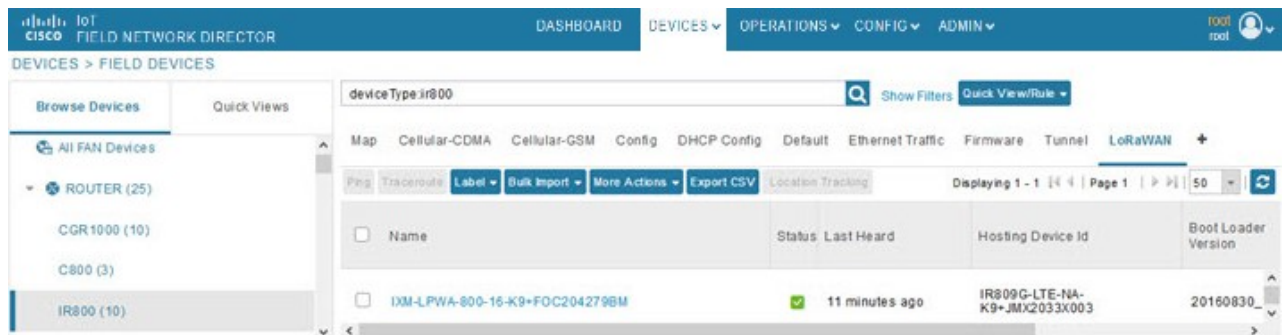 IoT
CISCO FIELD NETWORK DIRECTOR
DASHBOARD DEVICES OPERATIONS CONFIG ADMIN
root
root
DEVICES > FIELD DEVICES
Browse Devices Quick Views
All FAN Devices
ROUTER (25)
CGR1000 (10)
C800 (3)
IR800 (10)
deviceType:ir800 Show Filters Quick View/Rule
Map Cellular-CDMA Cellular-GSM Config DHCP Config Default Ethernet Traffic Firmware Tunnel LoRaWAN +
Ping Traceroute Label Bulk Import More Actions Export CSV Location Tracking Displaying 1 - 1 Page 1 50
Name Status Last Heard Hosting Device Id Boot Loader Version
IXM-LPWA-800-16-K9+FOC204279BM 11 minutes ago IR809G-LTE-NA-K9+JMX2033X003 20160830_